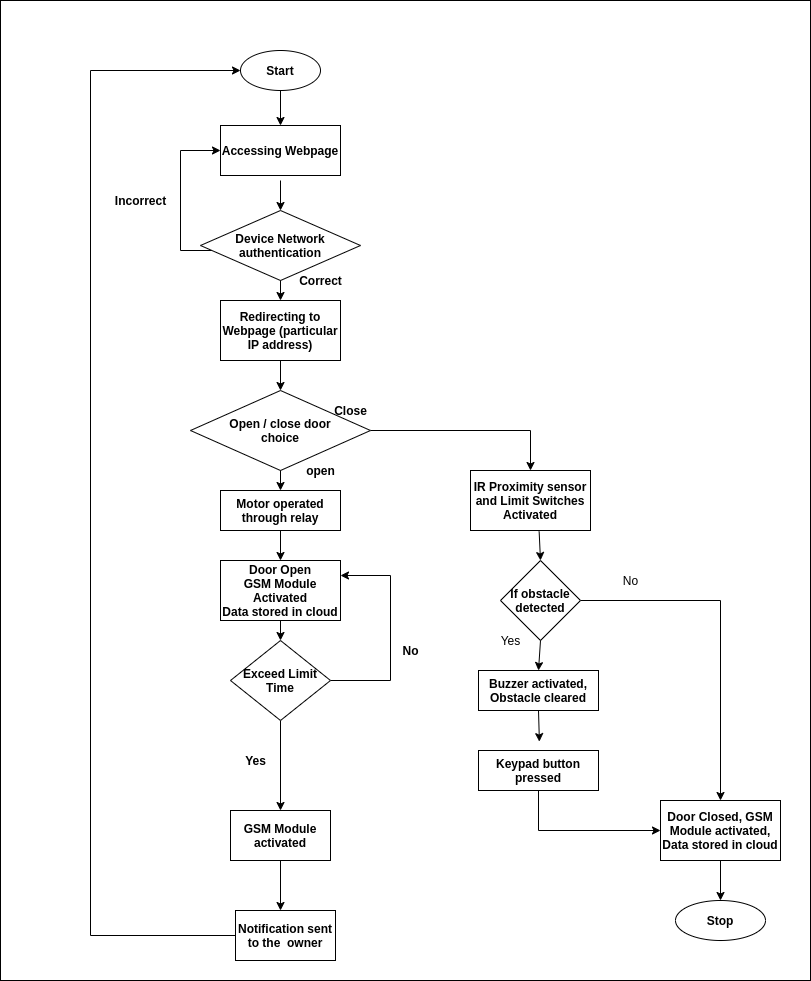 Start
Accessing Webpage
Incorrect
Device Network
authentication
Correct
Redirecting to
Webpage (particular
IP address)
Close
Open / close door
choice
open
Motor operated
through relay
Door Open
GSM Module
Activated
Data stored in cloud
No
Exceed Limit
Time
Yes
GSM Module
activated
Notification sent
to the  owner
IR Proximity sensor
and Limit Switches
Activated
No
If obstacle
detected
Yes
Buzzer activated,
Obstacle cleared
Keypad button
pressed
Door Closed, GSM
Module activated,
Data stored in cloud
Stop